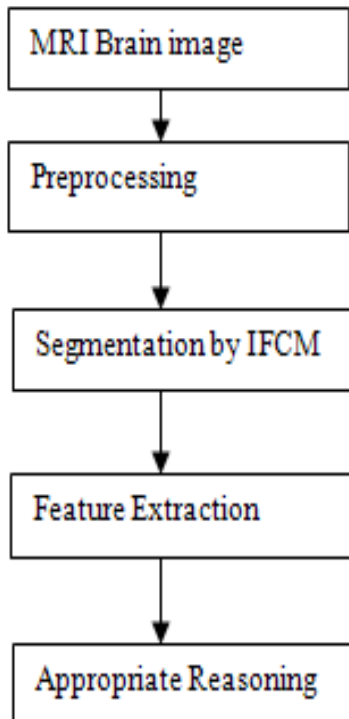 MRI Brain image
Preprocessing
Segmentation by IFCM
Feature Extraction
Appropriate Reasoning